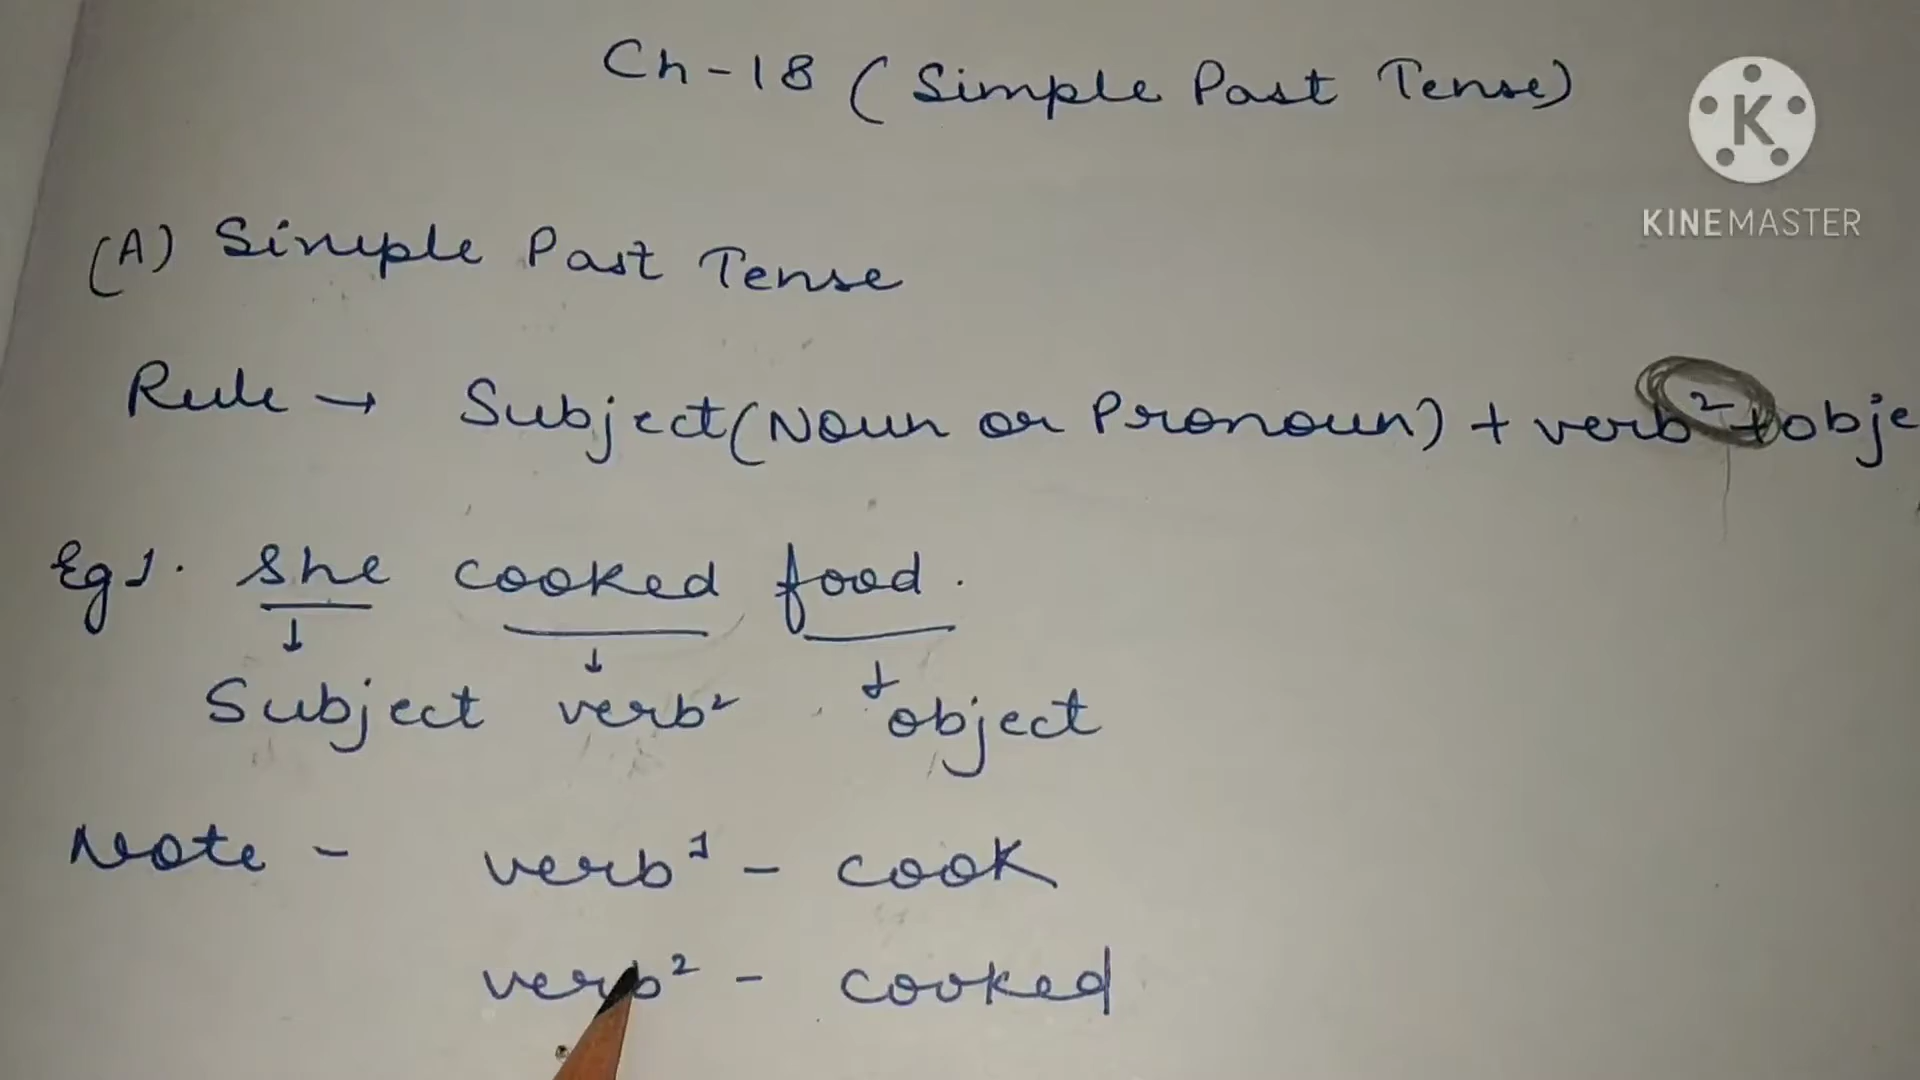 Ch-18 (Simple Past Tense)
KINEMASTER
(A) Simple Past Tense
Rule → Subject(Noun or Pronoun) + verb² + obje
Eg 1. She cooked food.
↓ ↓ ↓
Subject verb² object
Note - verb¹ - cook
verb² - cooked